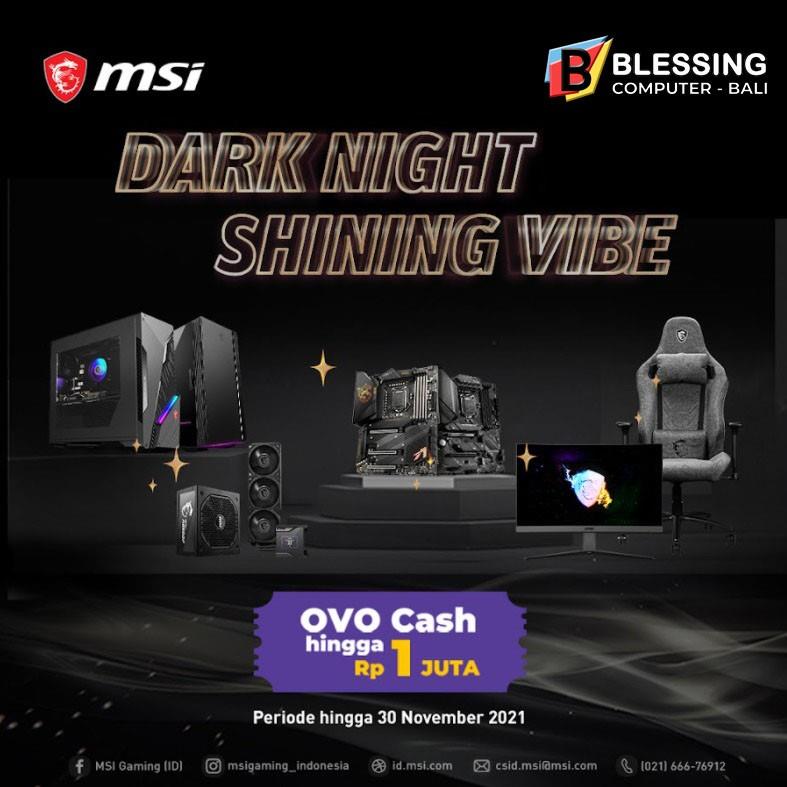 msi
BLESSING
COMPUTER - BALI
DARK NIGHT
SHINING VIBE
OVO Cash
hingga
Rp 1 JUTA
Periode hingga 30 November 2021
MSI Gaming (ID)
msigaming_indonesia
id.msi.com
csid.msi@msi.com
(021) 666-76912